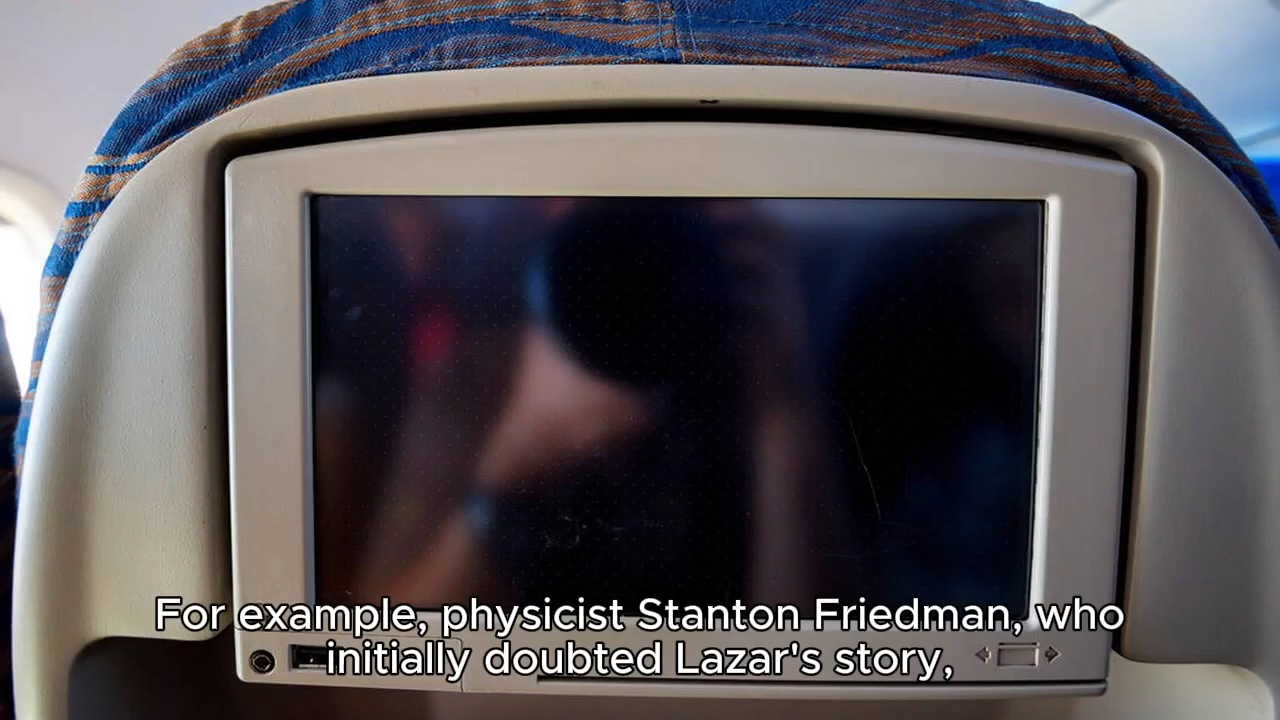 For example, physicist Stanton Friedman, who
initially doubted Lazar's story,